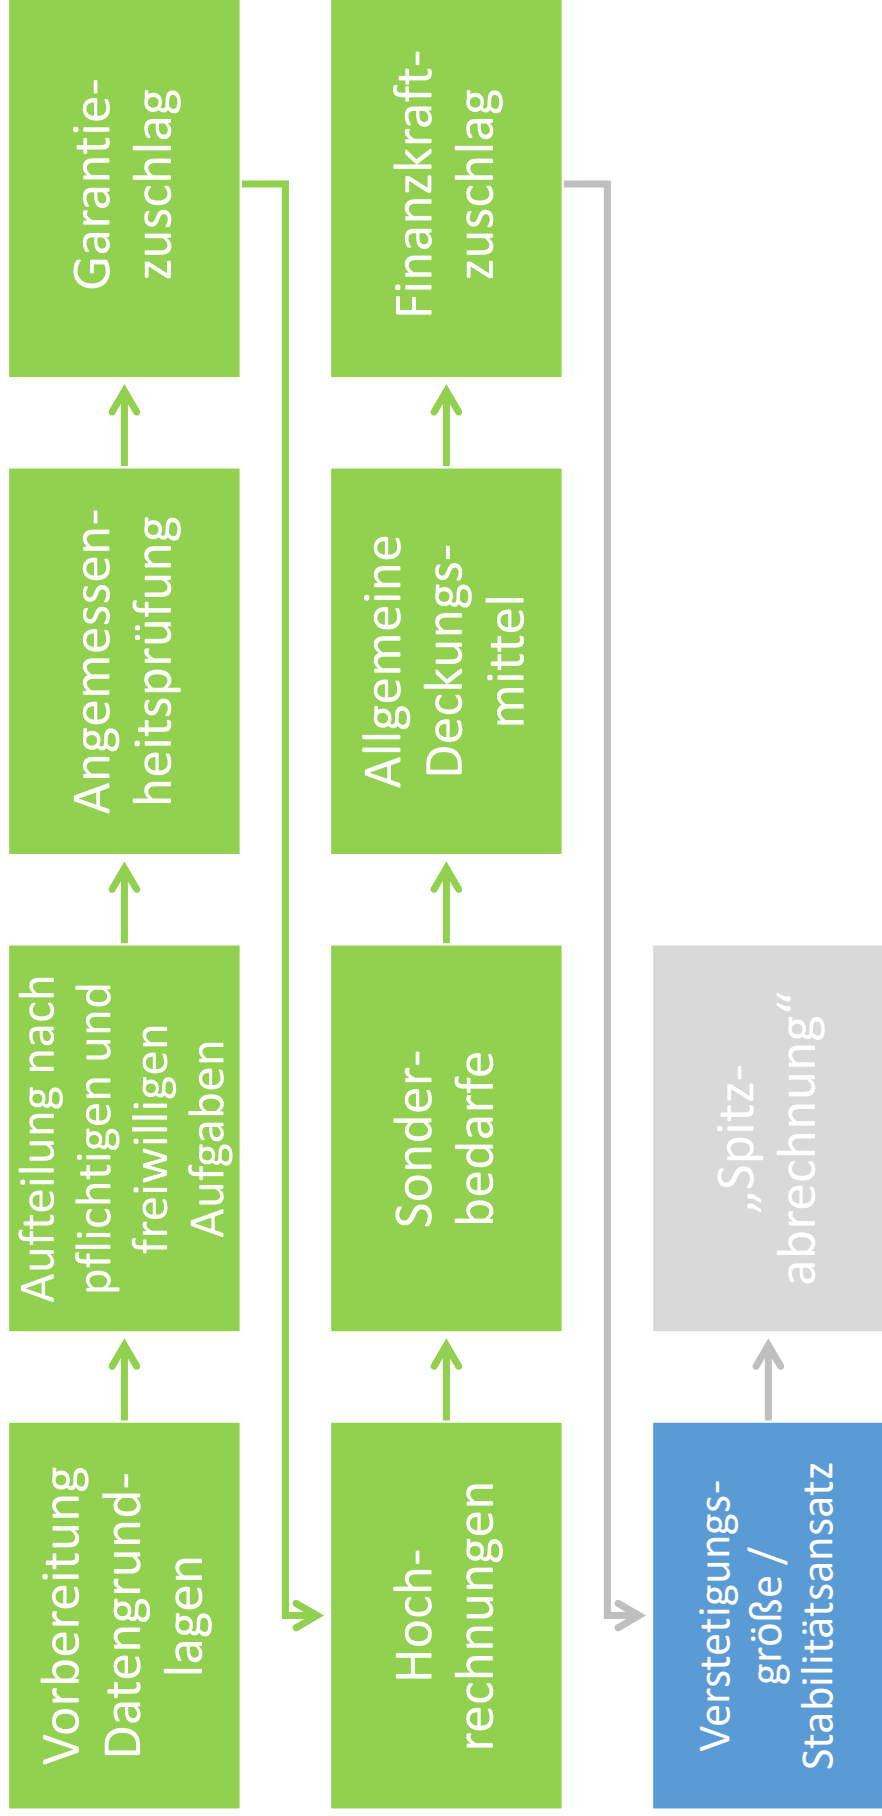 Vorbereitung
Datengrund-
lagen
Aufteilung nach
pflichtigen und
freiwilligen
Aufgaben
Angemessen-
heitsprüfung
Garantie-
zuschlag
Hoch-
rechnungen
Sonder-
bedarfe
Allgemeine
Deckungs-
mittel
Finanzkraft-
zuschlag
Verstetigungs-
größe /
Stabilitätsansatz
„Spitz-
abrechnung“